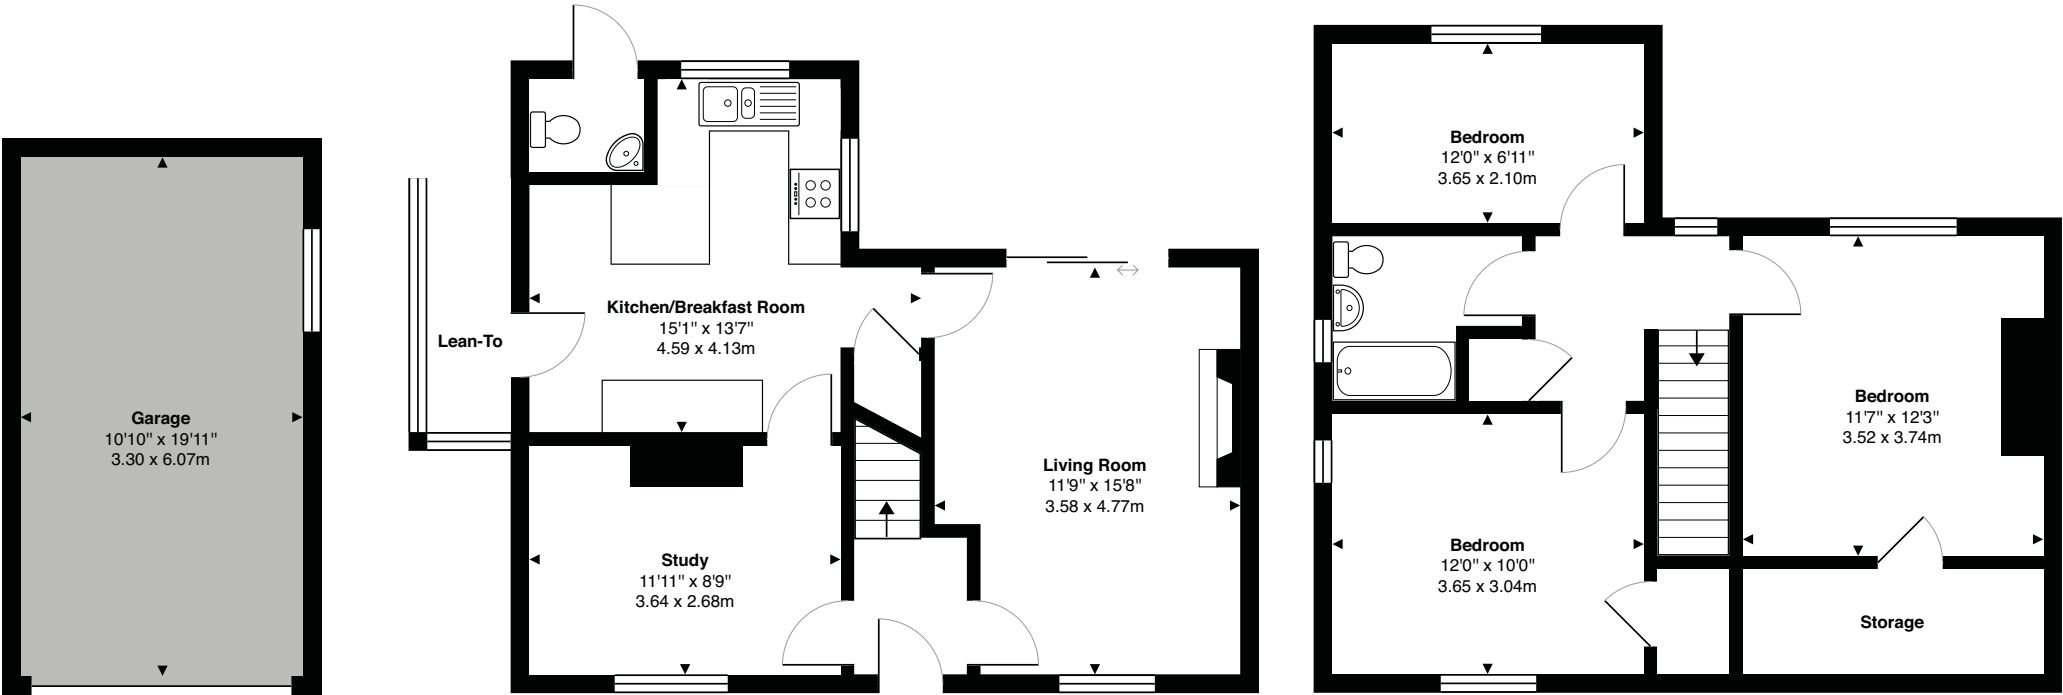 Garage
10'10" x 19'11"
3.30 x 6.07m
Lean-To
Kitchen/Breakfast Room
15'1" x 13'7"
4.59 x 4.13m
Study
11'11" x 8'9"
3.64 x 2.68m
Living Room
11'9" x 15'8"
3.58 x 4.77m
Bedroom
12'0" x 6'11"
3.65 x 2.10m
Bedroom
11'7" x 12'3"
3.52 x 3.74m
Bedroom
12'0" x 10'0"
3.65 x 3.04m
Storage